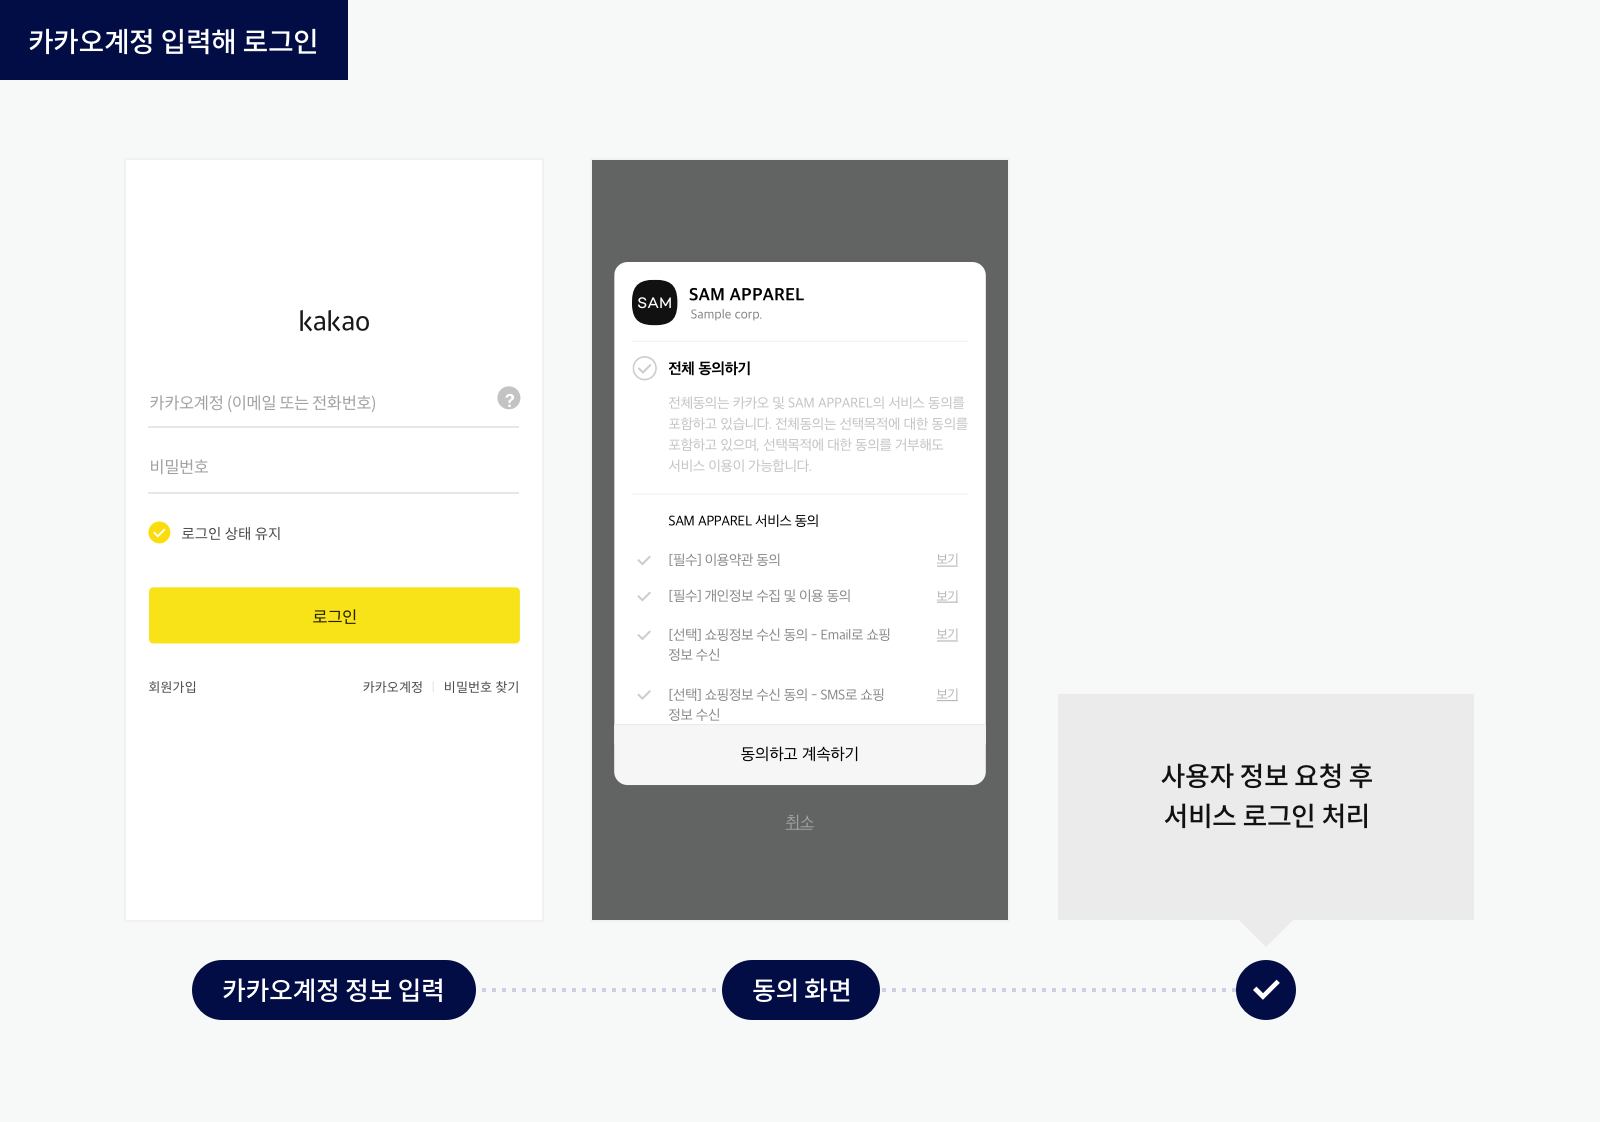 카카오계정 입력해 로그인
kakao
카카오계정 (이메일 또는 전화번호)
?
비밀번호
로그인 상태 유지
로그인
회원가입
카카오계정 | 비밀번호 찾기
SAM
SAM APPAREL
Sample corp.
전체 동의하기
전체동의는 카카오 및 SAM APPAREL의 서비스 동의를
포함하고 있습니다. 전체동의는 선택목적에 대한 동의를
포함하고 있으며, 선택목적에 대한 동의를 거부해도
서비스 이용이 가능합니다.
SAM APPAREL 서비스 동의
[필수] 이용약관 동의 보기
[필수] 개인정보 수집 및 이용 동의 보기
[선택] 쇼핑정보 수신 동의 - Email로 쇼핑 보기
정보 수신
[선택] 쇼핑정보 수신 동의 - SMS로 쇼핑 보기
정보 수신
동의하고 계속하기
취소
사용자 정보 요청 후
서비스 로그인 처리
카카오계정 정보 입력
동의 화면